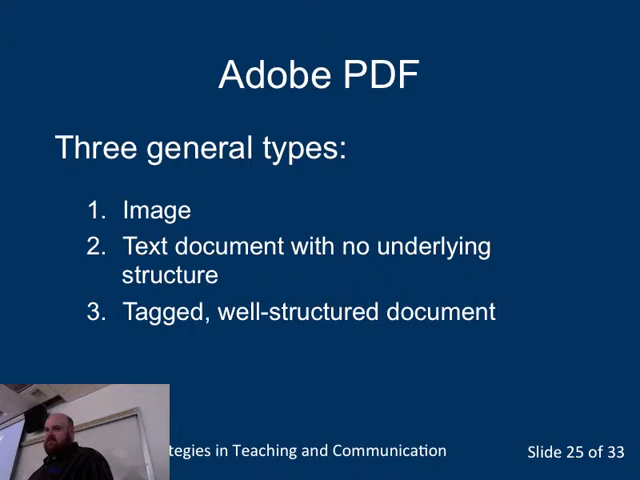 Adobe PDF
Three general types:
1. Image
2. Text document with no underlying
structure
3. Tagged, well-structured document
tegies in Teaching and Communication
Slide 25 of 33